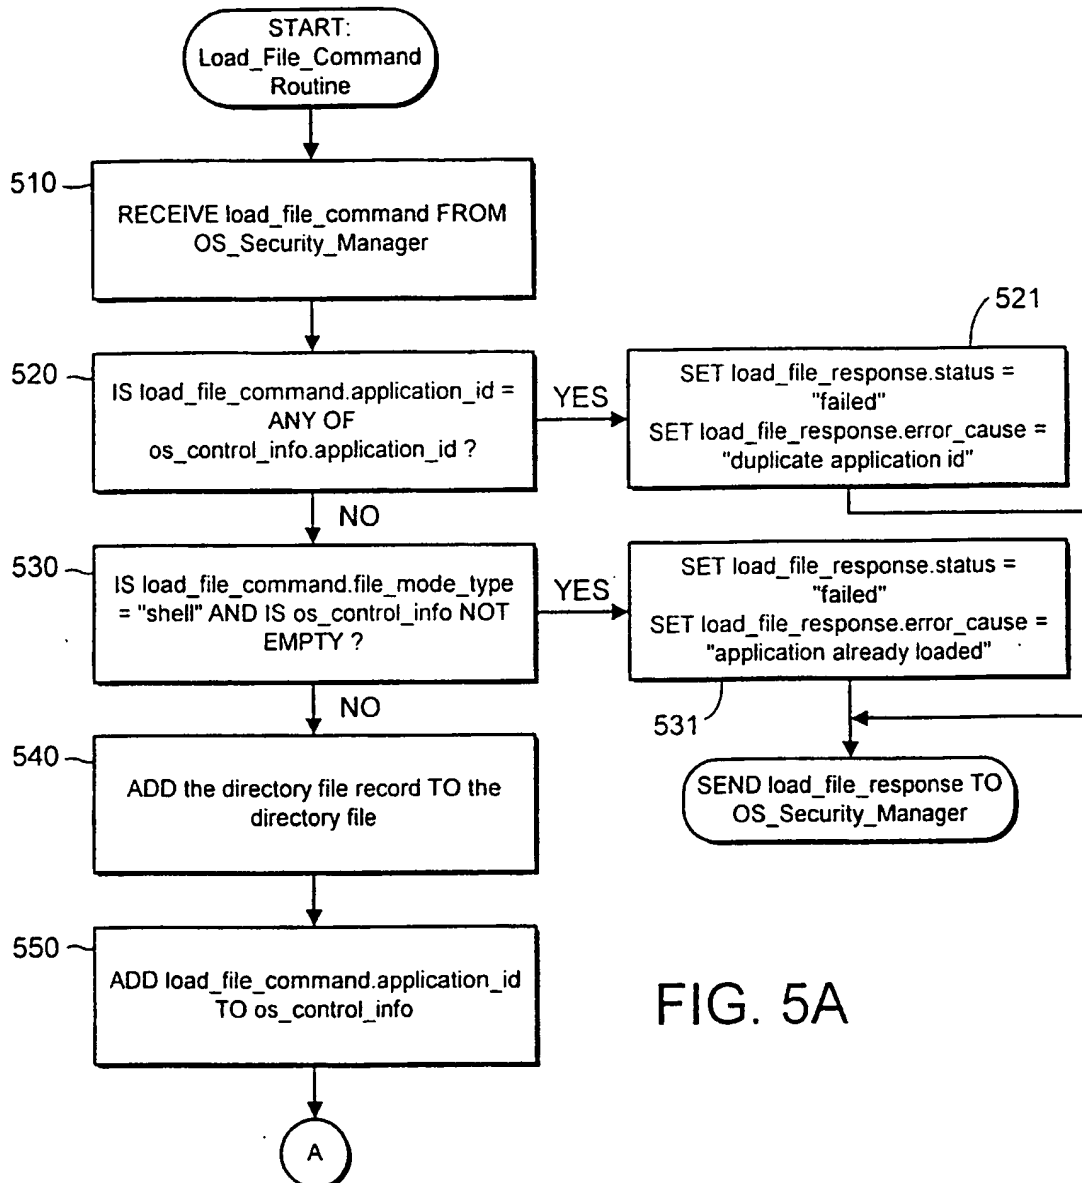 START:
Load_File_Command
Routine
510
RECEIVE load_file_command FROM
OS_Security_Manager
520
IS load_file_command.application_id =
ANY OF
os_control_info.application_id ?
YES
521
SET load_file_response.status =
"failed"
SET load_file_response.error_cause =
"duplicate application id"
NO
530
IS load_file_command.file_mode_type
= "shell" AND IS os_control_info NOT
EMPTY ?
YES
SET load_file_response.status =
"failed"
SET load_file_response.error_cause =
"application already loaded"
531
NO
540
ADD the directory file record TO the
directory file
SEND load_file_response TO
OS_Security_Manager
550
ADD load_file_command.application_id
TO os_control_info
FIG. 5A
A